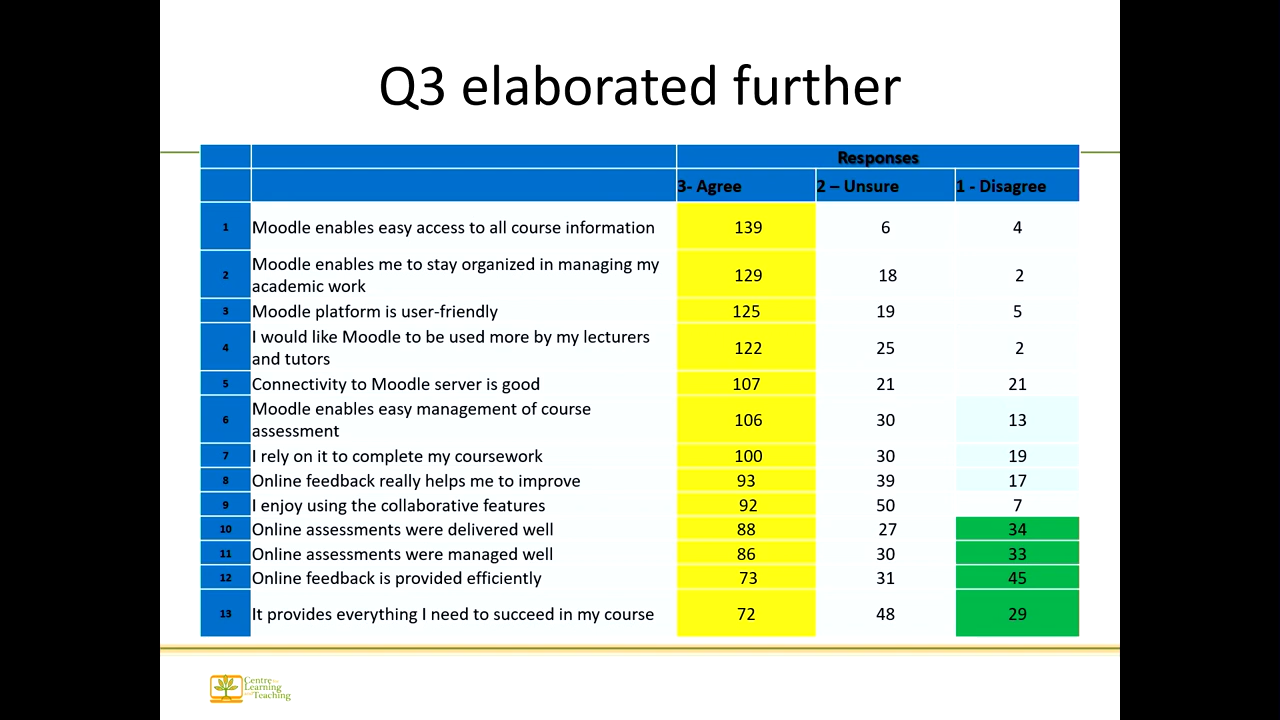 Q3 elaborated further
Responses
3- Agree 2 – Unsure 1 - Disagree
1 Moodle enables easy access to all course information 139 6 4
2 Moodle enables me to stay organized in managing my
academic work 129 18 2
3 Moodle platform is user-friendly 125 19 5
4 I would like Moodle to be used more by my lecturers
and tutors 122 25 2
5 Connectivity to Moodle server is good 107 21 21
6 Moodle enables easy management of course
assessment 106 30 13
7 I rely on it to complete my coursework 100 30 19
8 Online feedback really helps me to improve 93 39 17
9 I enjoy using the collaborative features 92 50 7
10 Online assessments were delivered well 88 27 34
11 Online assessments were managed well 86 30 33
12 Online feedback is provided efficiently 73 31 45
13 It provides everything I need to succeed in my course 72 48 29
Centre
Learning
Teaching